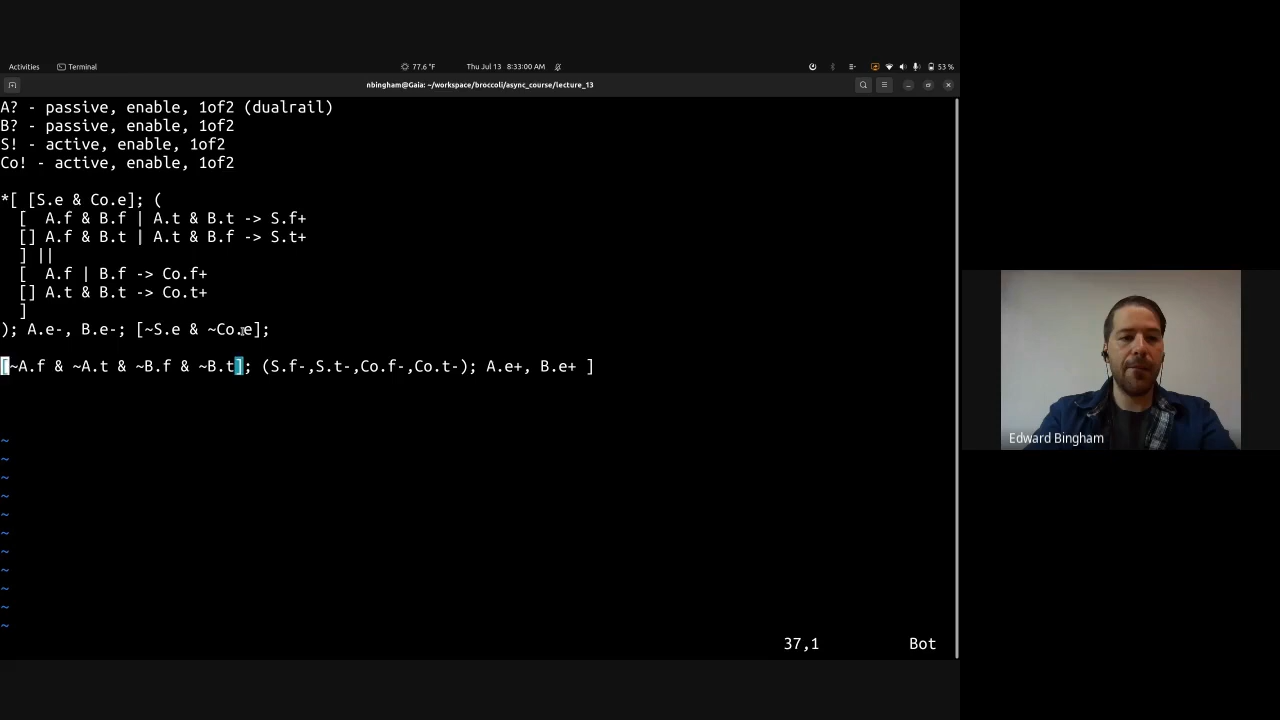 Activities Terminal 77.6 °F Thu Jul 13 8:33:00 AM 53 %
nbingham@Gaia: ~/workspace/broccoli/async_course/lecture_13
A? - passive, enable, 1of2 (dualrail)
B? - passive, enable, 1of2
S! - active, enable, 1of2
Co! - active, enable, 1of2
*[ [S.e & Co.e]; (
[ A.f & B.f | A.t & B.t -> S.f+
[] A.f & B.t | A.t & B.f -> S.t+
] ||
[ A.f | B.f -> Co.f+
[] A.t & B.t -> Co.t+
]
); A.e-, B.e-; [~S.e & ~Co.e];
[~A.f & ~A.t & ~B.f & ~B.t]; (S.f-,S.t-,Co.f-,Co.t-); A.e+, B.e+ ]
~
~
~
~
~
~
~
~
~
~
~
37,1 Bot
Edward Bingham